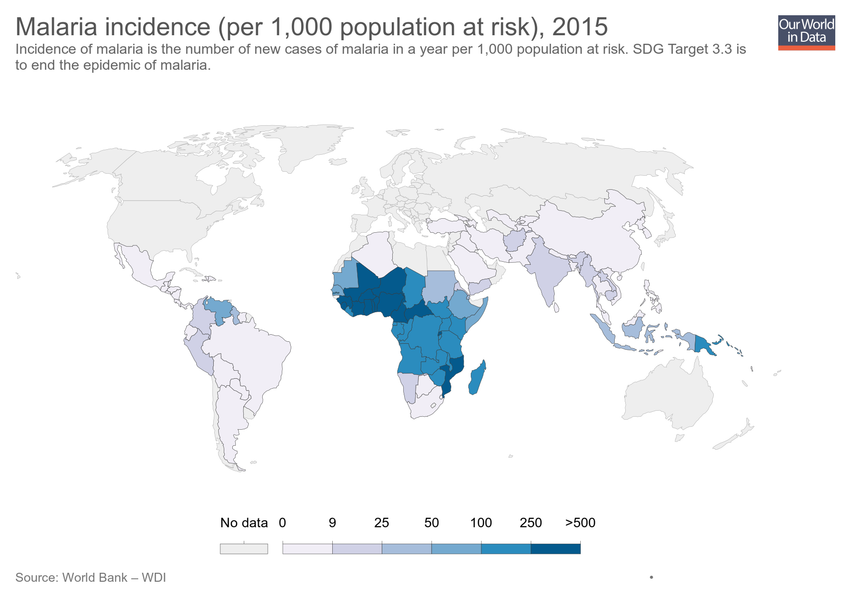 Malaria incidence (per 1,000 population at risk), 2015
Our World
in Data
Incidence of malaria is the number of new cases of malaria in a year per 1,000 population at risk. SDG Target 3.3 is
to end the epidemic of malaria.
No data 0 9 25 50 100 250 >500
Source: World Bank – WDI